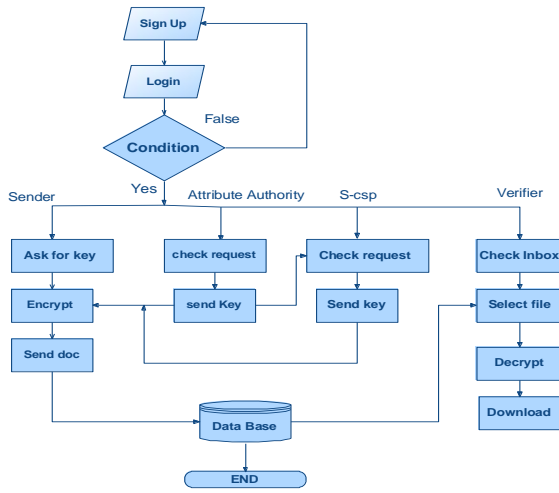 Sign Up
Login
False
Condition
Yes
Sender
Attribute Authority
S-csp
Verifier
Ask for key
check request
Check request
Check Inbox
Encrypt
send Key
Send key
Select file
Send doc
Decrypt
Data Base
Download
END